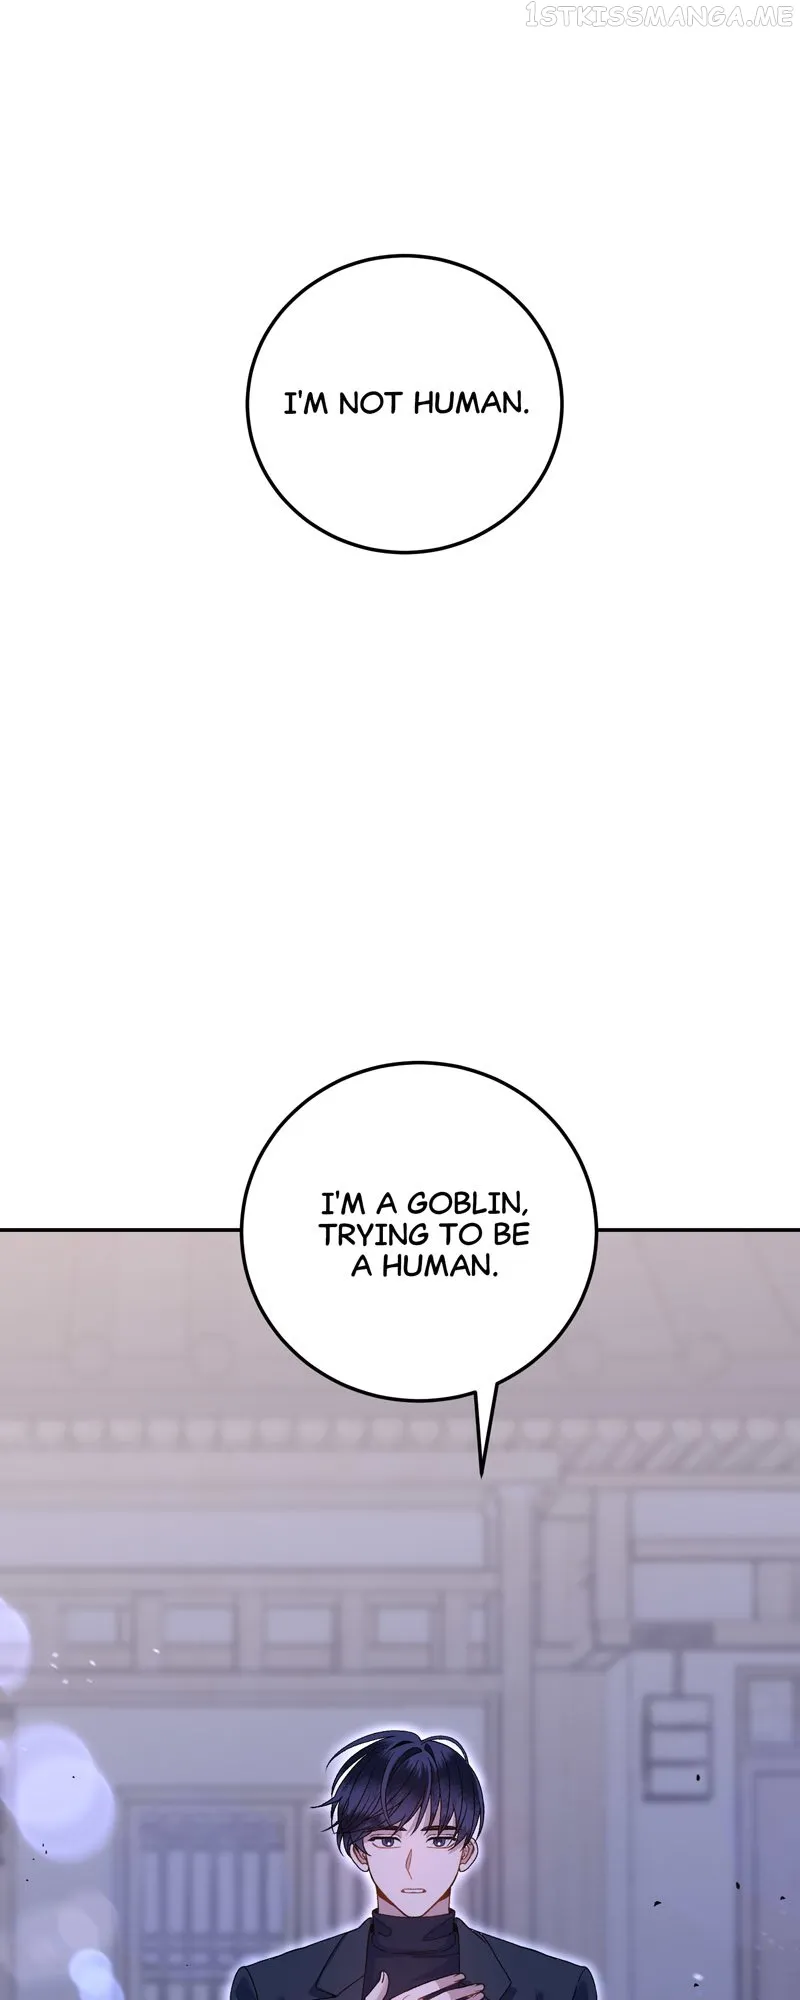 1STKISSMANGA.ME
I'M NOT HUMAN.
I'M A GOBLIN,
TRYING TO BE
A HUMAN.